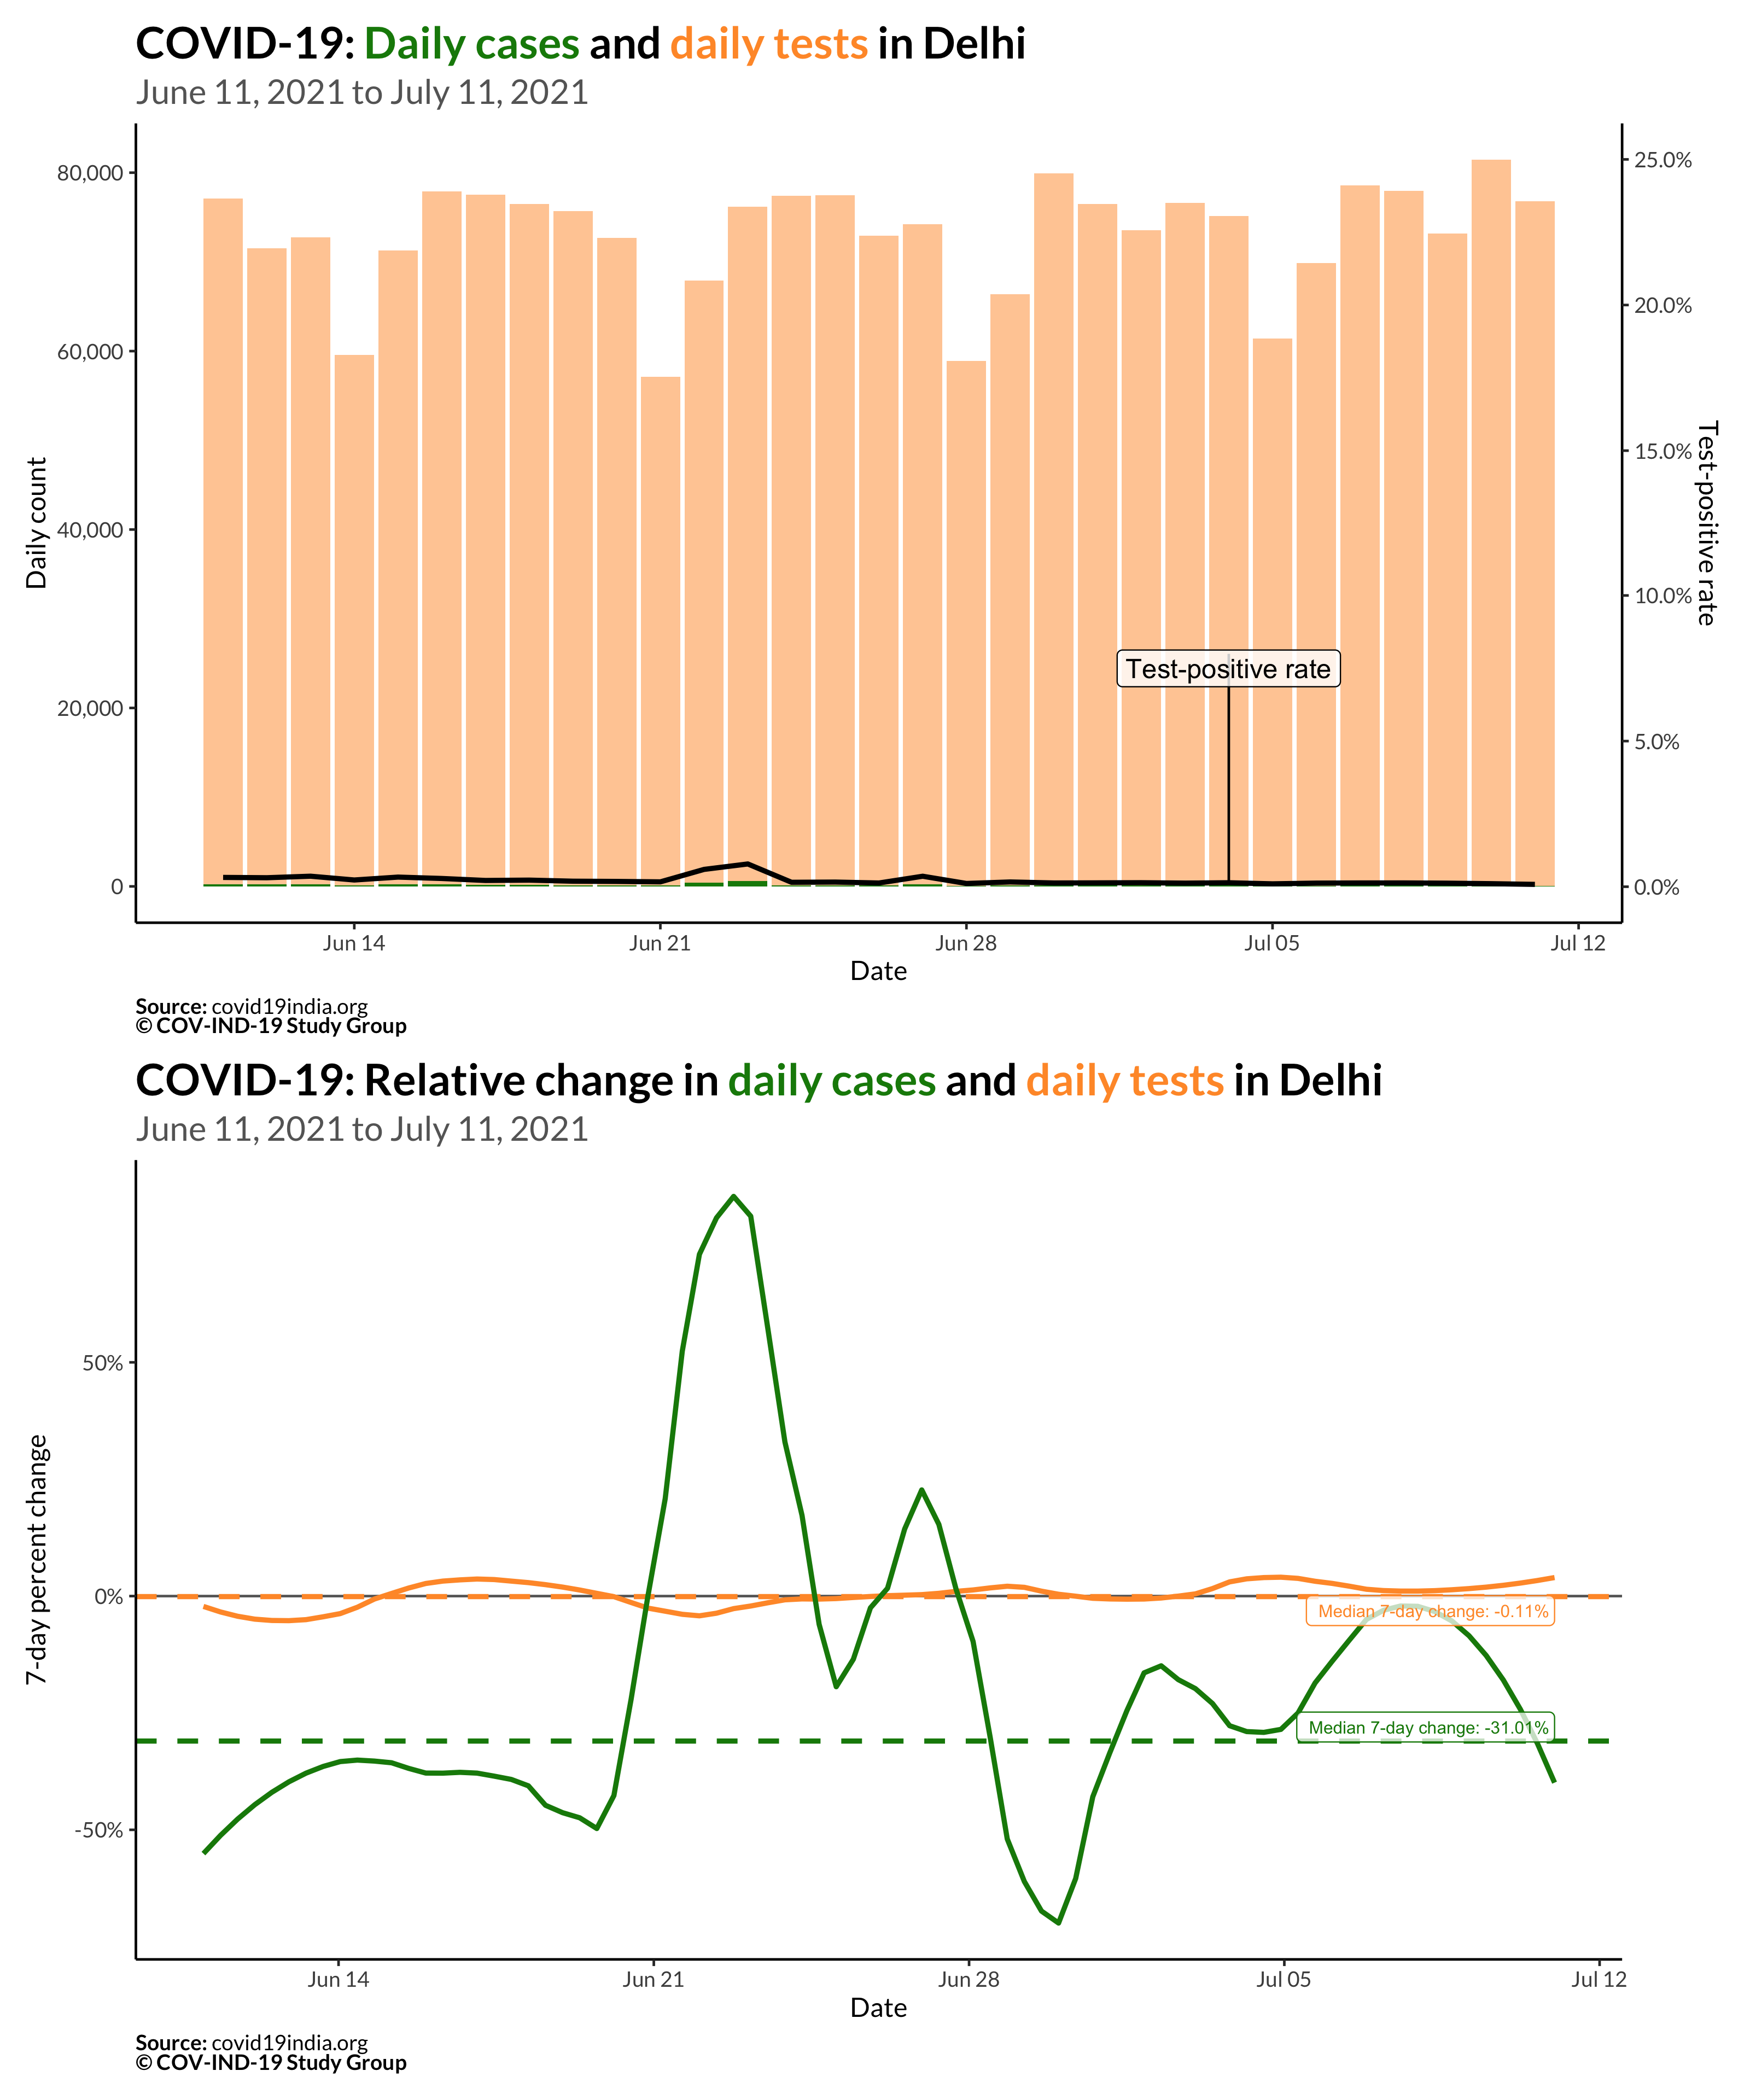 COVID-19: Daily cases and daily tests in Delhi
June 11, 2021 to July 11, 2021
80,000
60,000
40,000
20,000
0
Daily count
25.0%
20.0%
15.0%
10.0%
5.0%
0.0%
Test-positive rate
Test-positive rate
Jun 14
Jun 21
Jun 28
Jul 05
Jul 12
Date
Source: covid19india.org
© COV-IND-19 Study Group
COVID-19: Relative change in daily cases and daily tests in Delhi
June 11, 2021 to July 11, 2021
50%
0%
-50%
7-day percent change
Median 7-day change: -0.11%
Median 7-day change: -31.01%
Jun 14
Jun 21
Jun 28
Jul 05
Jul 12
Date
Source: covid19india.org
© COV-IND-19 Study Group